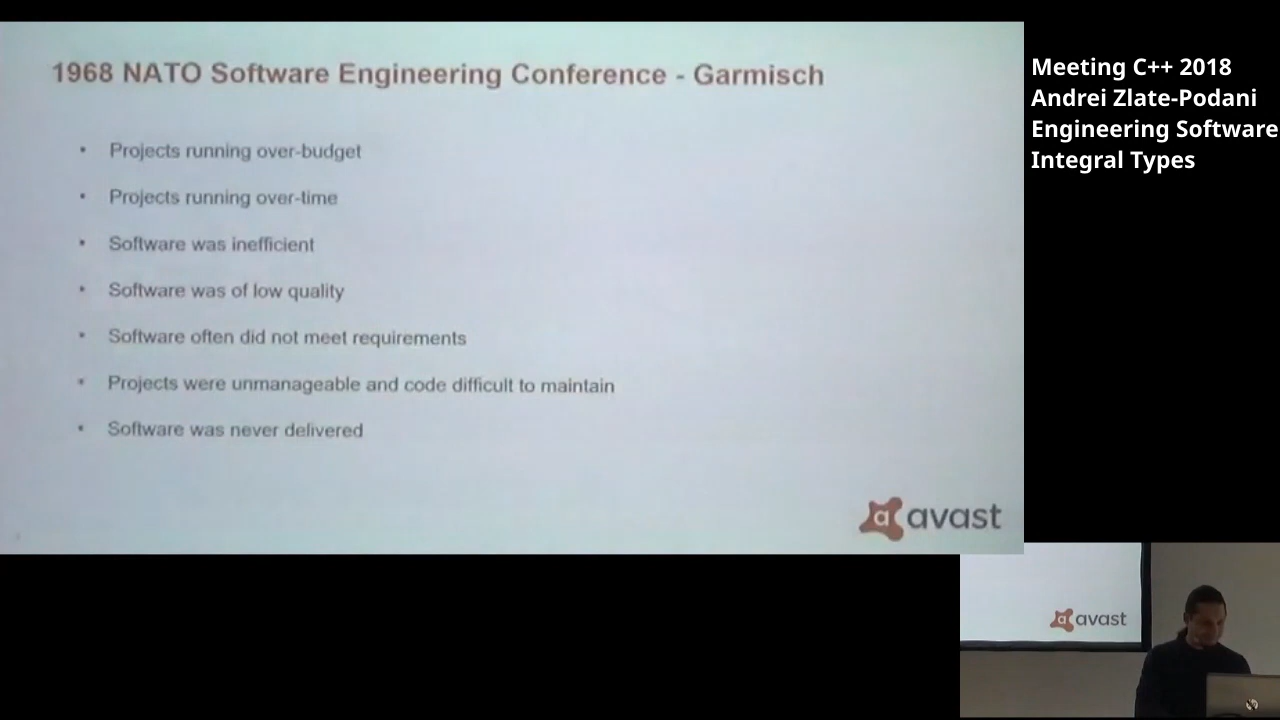 1968 NATO Software Engineering Conference - Garmisch
• Projects running over-budget
• Projects running over-time
• Software was inefficient
• Software was of low quality
• Software often did not meet requirements
• Projects were unmanageable and code difficult to maintain
• Software was never delivered
a avast
Meeting C++ 2018
Andrei Zlate-Podani
Engineering Software
Integral Types
a avast
hp